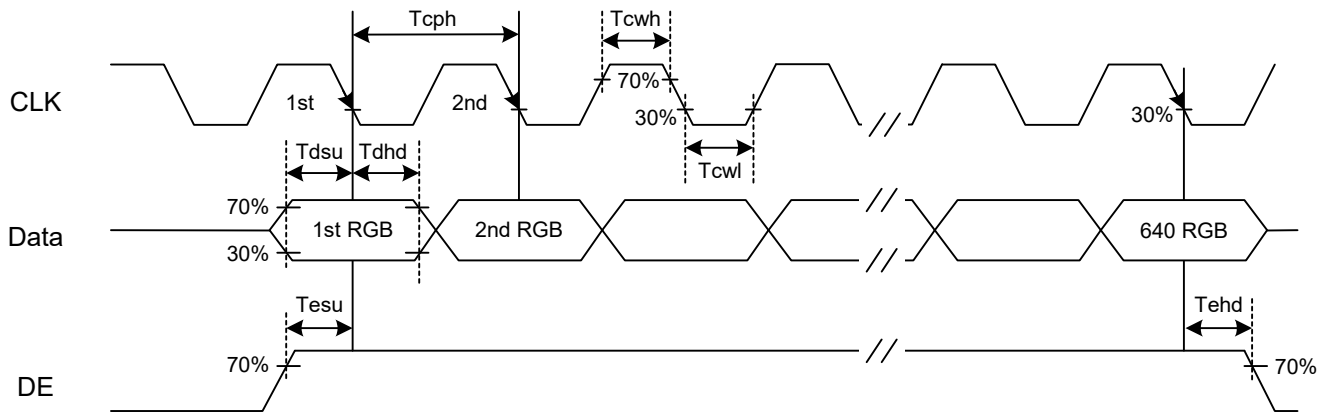 Tcph
Tcwh
CLK
1st
2nd
70%
30%
30%
Tcwl
Tdsu
Tdhd
Data
70%
30%
1st RGB
2nd RGB
640 RGB
Tesu
Tehd
DE
70%
70%